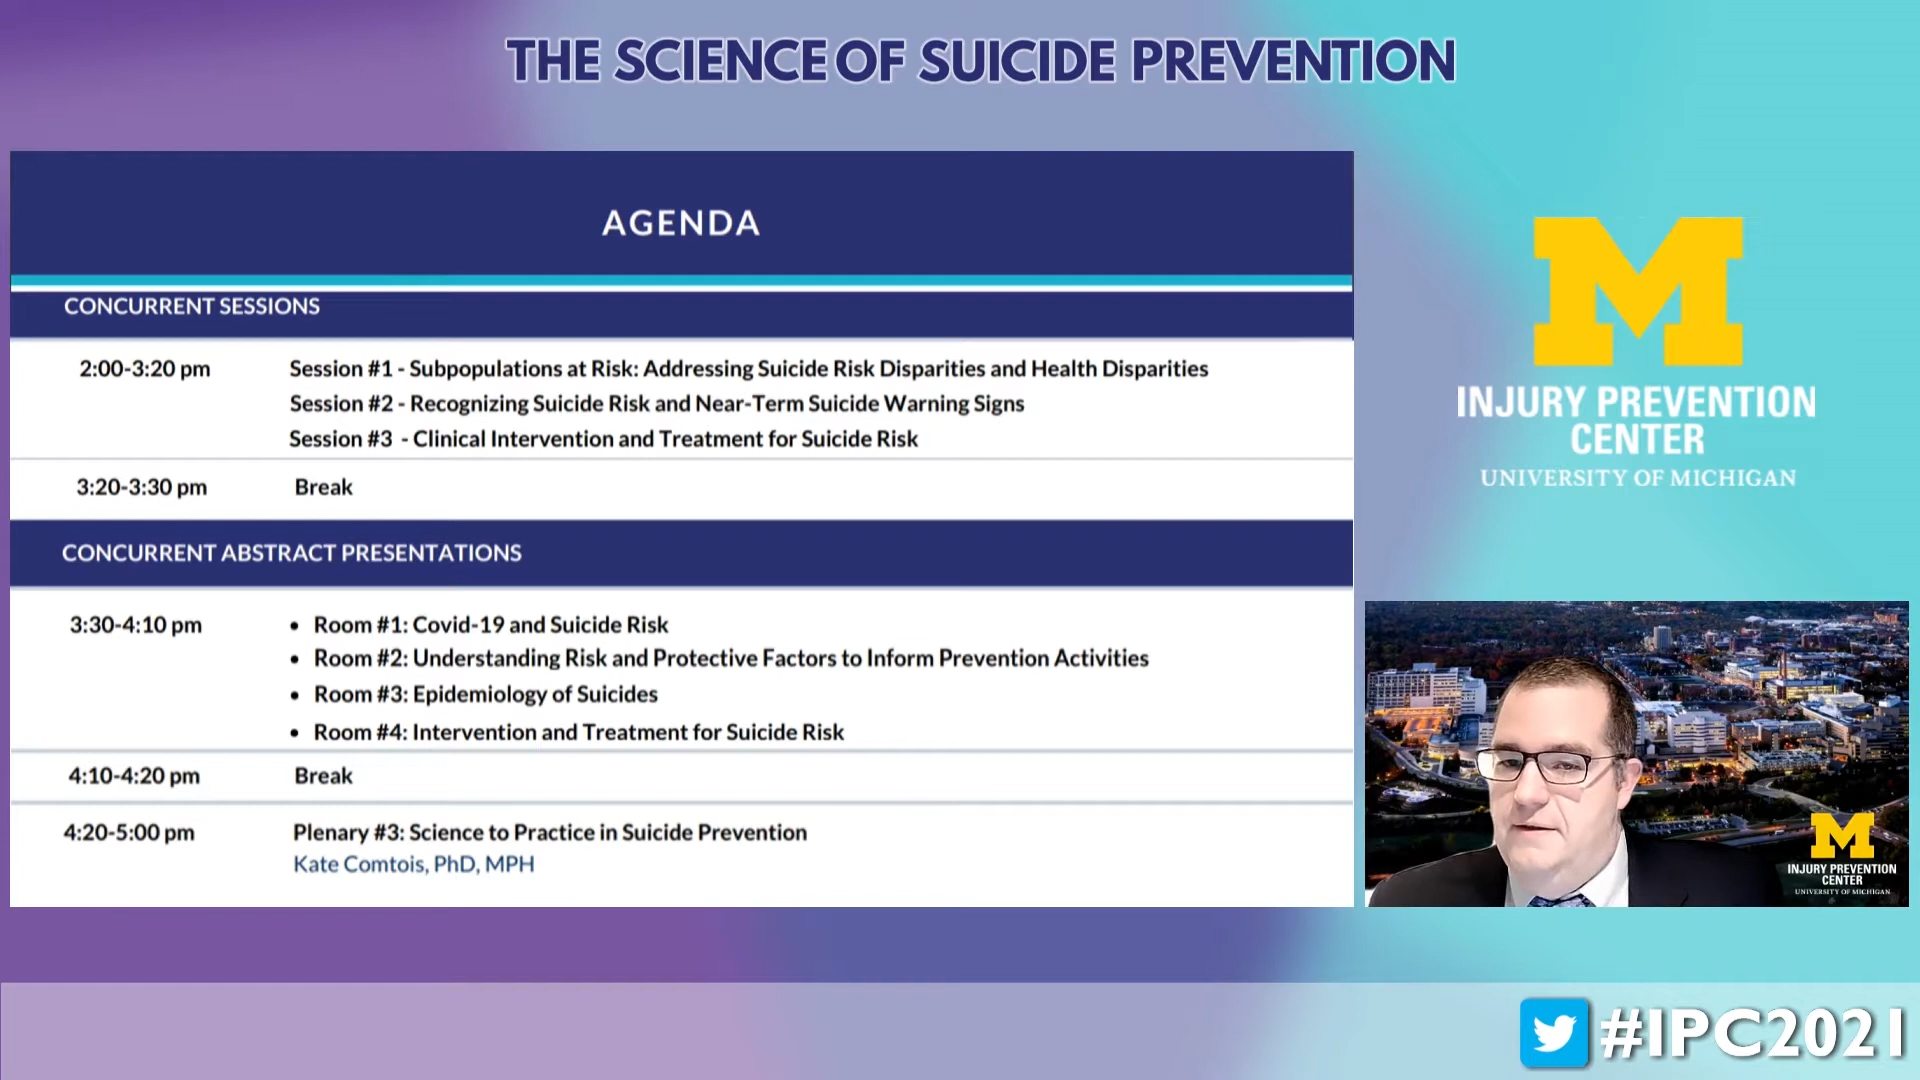 THE SCIENCE OF SUICIDE PREVENTION
AGENDA
CONCURRENT SESSIONS
2:00-3:20 pm
Session #1 - Subpopulations at Risk: Addressing Suicide Risk Disparities and Health Disparities
Session #2 - Recognizing Suicide Risk and Near-Term Suicide Warning Signs
Session #3 - Clinical Intervention and Treatment for Suicide Risk
3:20-3:30 pm Break
CONCURRENT ABSTRACT PRESENTATIONS
3:30-4:10 pm
• Room #1: Covid-19 and Suicide Risk
• Room #2: Understanding Risk and Protective Factors to Inform Prevention Activities
• Room #3: Epidemiology of Suicides
• Room #4: Intervention and Treatment for Suicide Risk
4:10-4:20 pm Break
4:20-5:00 pm Plenary #3: Science to Practice in Suicide Prevention
Kate Comtois, PhD, MPH
M
INJURY PREVENTION
CENTER
UNIVERSITY OF MICHIGAN
M
INJURY PREVENTION
CENTER
UNIVERSITY OF MICHIGAN
#IPC2021